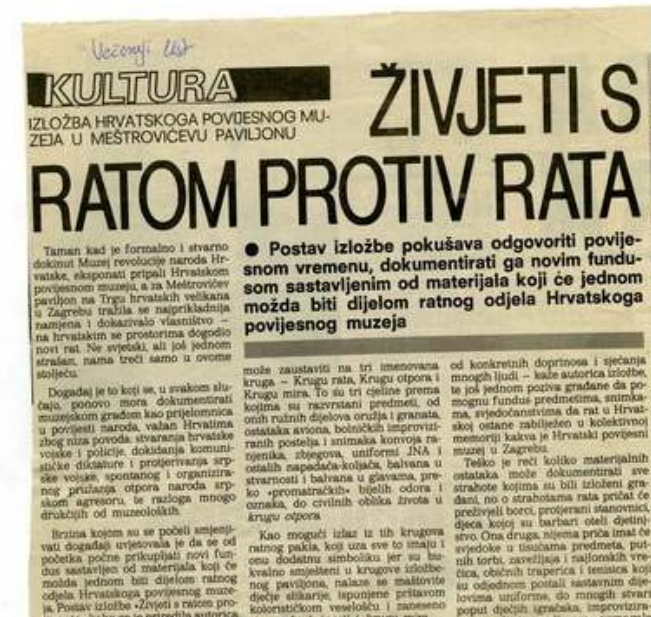 Večernji list
KULTURA
IZLOŽBA HRVATSKOGA POVIJESNOG MU-
ZEJA U MEŠTROVIĆEVU PAVILJONU
ŽIVJETI S
RATOM PROTIV RATA
Taman kad je formalno i stvarno
dokinut Muzej revolucije naroda Hr-
vatske, eksponati pripali Hrvatskom
povijesnom muzeju, a za Meštrovićev
paviljon na Trgu hrvatskih velikana
u Zagrebu tražila se najprikladnija
namjena i dokazivalo vlasništvo –
na hrvatskim se prostorima dogodio
novi rat. Ne svjetski, ali još jednom
strašan, nama treći samo u ovome
stoljeću.
Događaj je to koji se, u svakom slu-
čaju, ponovo mora dokumentirati
muzejskom građom kao prijelomnica
u povijesti naroda, važan Hrvatima
zbog niza povoda: stvaranja hrvatske
vojske i policije, dokidanja komuni-
stičke diktature i protjerivanja srp-
ske vojske, spontanog i organizira-
nog pružanja otpora naroda srp-
skom agresoru, te razloga mnogo
drukčijih od muzeoloških.
Brzina kojom su se počeli smjenji-
vati događaji uvjetovala je da se od
početka počne prikupljati novi fun-
dus sastavljen od materijala koji će
možda jednom biti dijelom ratnog
odjela Hrvatskoga povijesnog muze-
ja. Postav izložbe »Živjeti s ratom pro-
● Postav izložbe pokušava odgovoriti povije-
snom vremenu, dokumentirati ga novim fundu-
som sastavljenim od materijala koji će jednom
možda biti dijelom ratnog odjela Hrvatskoga
povijesnog muzeja
može zaustaviti na tri imenovana
kruga – Krugu rata, Krugu otpora i
Krugu mira. To su tri cjeline prema
kojima su razvrstani predmeti, od
onih ružnih dijelova oružja i granata,
ostataka aviona, bolničkih improvizi-
ranih postelja i snimaka konvoja ra-
njenika, zbjegova, uniformi JNA i
ostalih napadača-koljača, balvana u
stvarnosti i balvana u glavama, pre-
ko »promatračkih« bijelih odora i
oznaka, do civilnih oblika života u
krugu otpora.
Kao mogući izlaz iz tih krugova
ratnog pakla, koji uza sve to imaju i
onu dodatnu simboliku jer su bu-
kvalno smješteni u krugove izložbe-
nog paviljona, nalaze se maštovite
dječje slikarije, ispunjene prštavom
kolorističkom veselošću i zaneseno
od konkretnih doprinosa i sjećanja
mnogih ljudi – kaže autorica izložbe,
te još jednom poziva građane da po-
mognu fundus predmetima, snimka-
ma, svjedočanstvima da rat u Hrvat-
skoj ostane zabilježen u kolektivnoj
memoriji kakva je Hrvatski povijesni
muzej u Zagrebu.
Teško je reći koliko materijalnih
ostataka može dokumentirati sve
strahote kojima su bili izloženi gra-
đani, no o strahotama rata pričat će
preživjeli borci, protjerani stanovnici,
djeca kojoj su barbari oteli djetinj-
stvo. Ona druga, nijema priča imat će
svjedoke u tisućama predmeta, put-
nih torbi, zavežljaja i najlonskih vre-
ćica, običnih traperica i tenisica koji
su odjednom postali sastavnim dije-
lovima uniforme, do mnogih stvari
poput dječjih igračaka, improvizira-